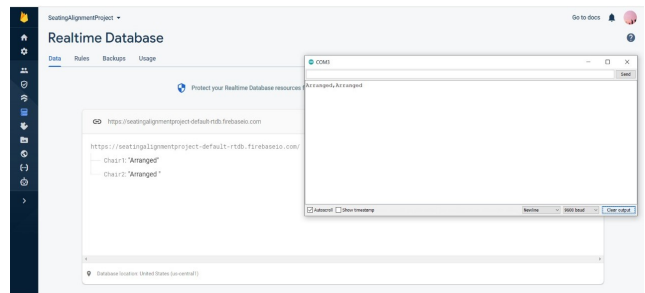 SeatingAlignmentProject
Go to docs
Realtime Database
Data Rules Backups Usage
Protect your Realtime Database resources
https://seatingalignmentproject-default-rtdb.firebaseio.com
https://seatingalignmentproject-default-rtdb.firebaseio.com/
Chair1: "Arranged"
Chair2: "Arranged "
Database location: United States (us-central1)
COM3
Send
Arranged,Arranged
Autoscroll Show timestamp
Newline
9600 baud
Clear output